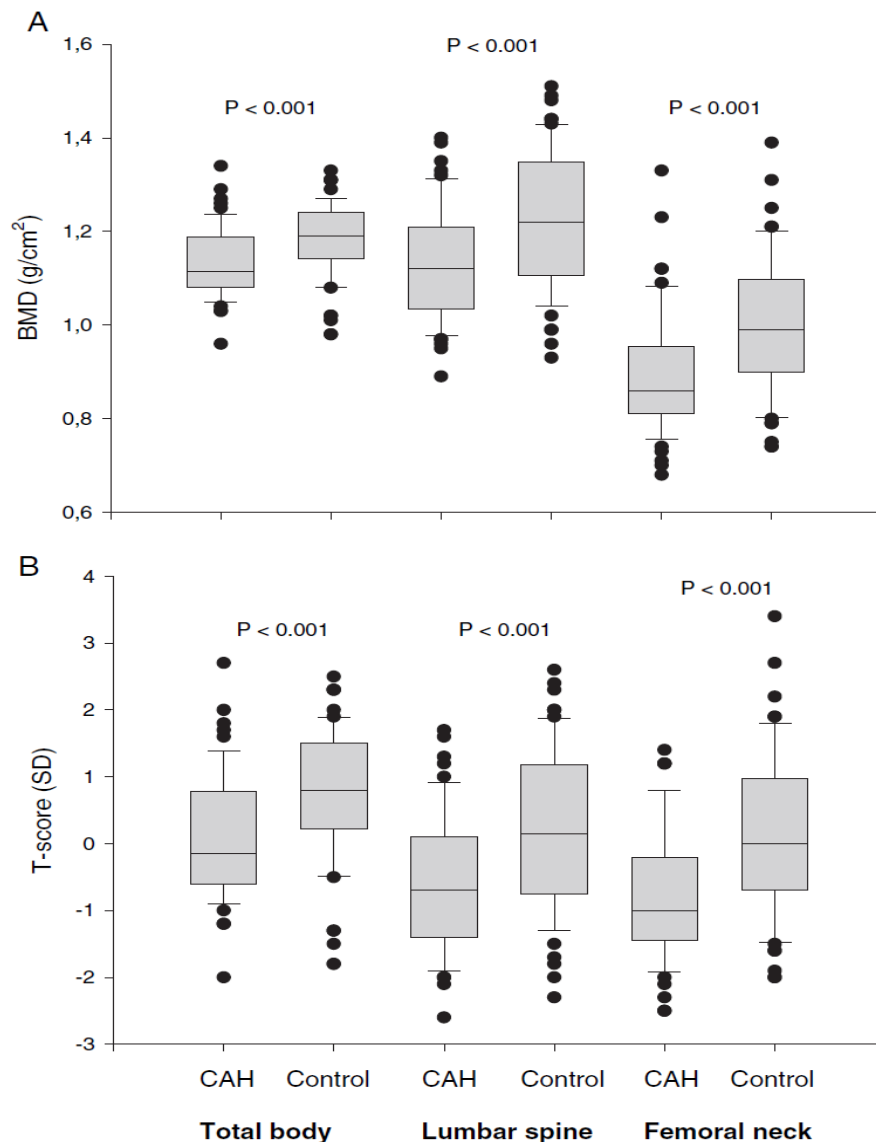 A
1,6
P < 0.001
P < 0.001
P < 0.001
1,4
1,2
1,0
0,8
0,6
BMD (g/cm²)
B
4
P < 0.001
P < 0.001
P < 0.001
3
2
1
0
-1
-2
-3
T-score (SD)
CAH Control CAH Control CAH Control
Total body Lumbar spine Femoral neck